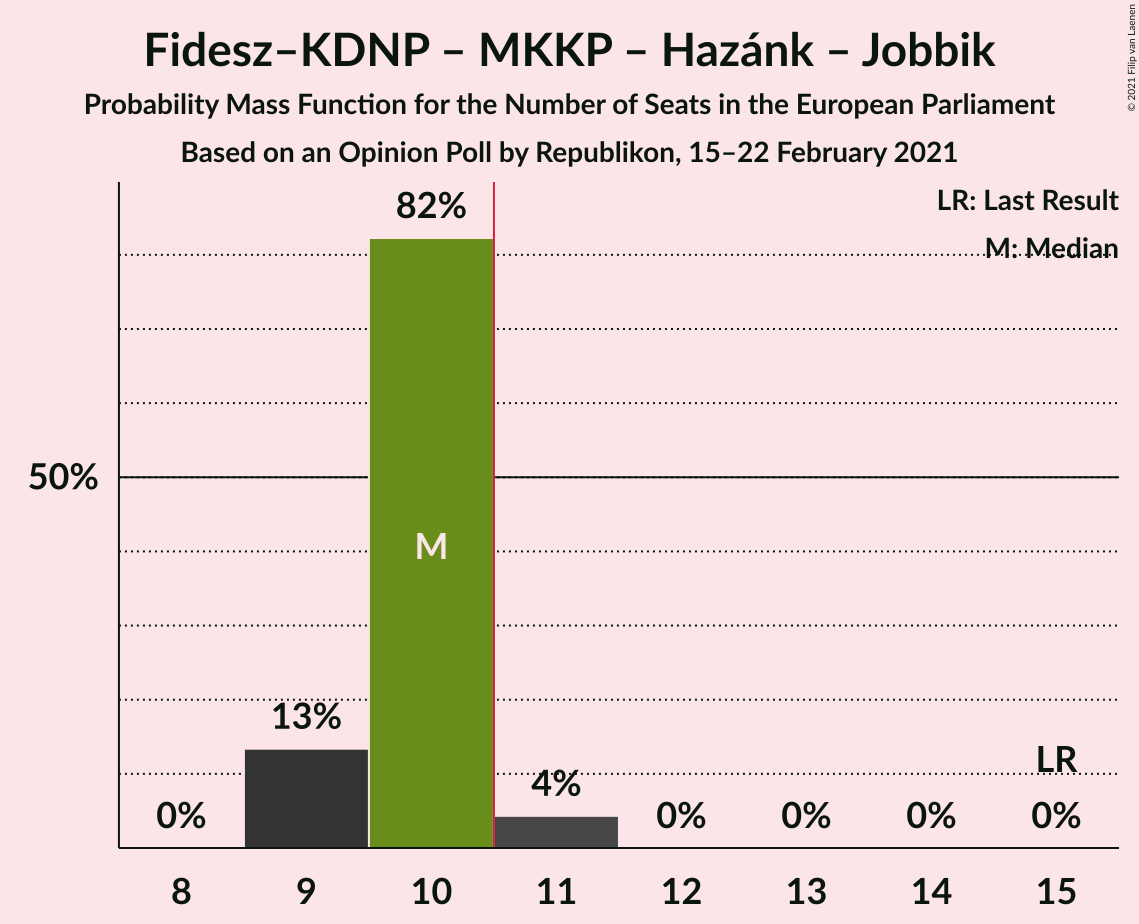 Fidesz–KDNP – MKKP – Hazánk – Jobbik
Probability Mass Function for the Number of Seats in the European Parliament
Based on an Opinion Poll by Republikon, 15–22 February 2021
© 2021 Filip van Laenen
LR: Last Result
M: Median
82%
50%
M
13%
4%
LR
0%
0%
0%
0%
0%
8 9 10 11 12 13 14 15